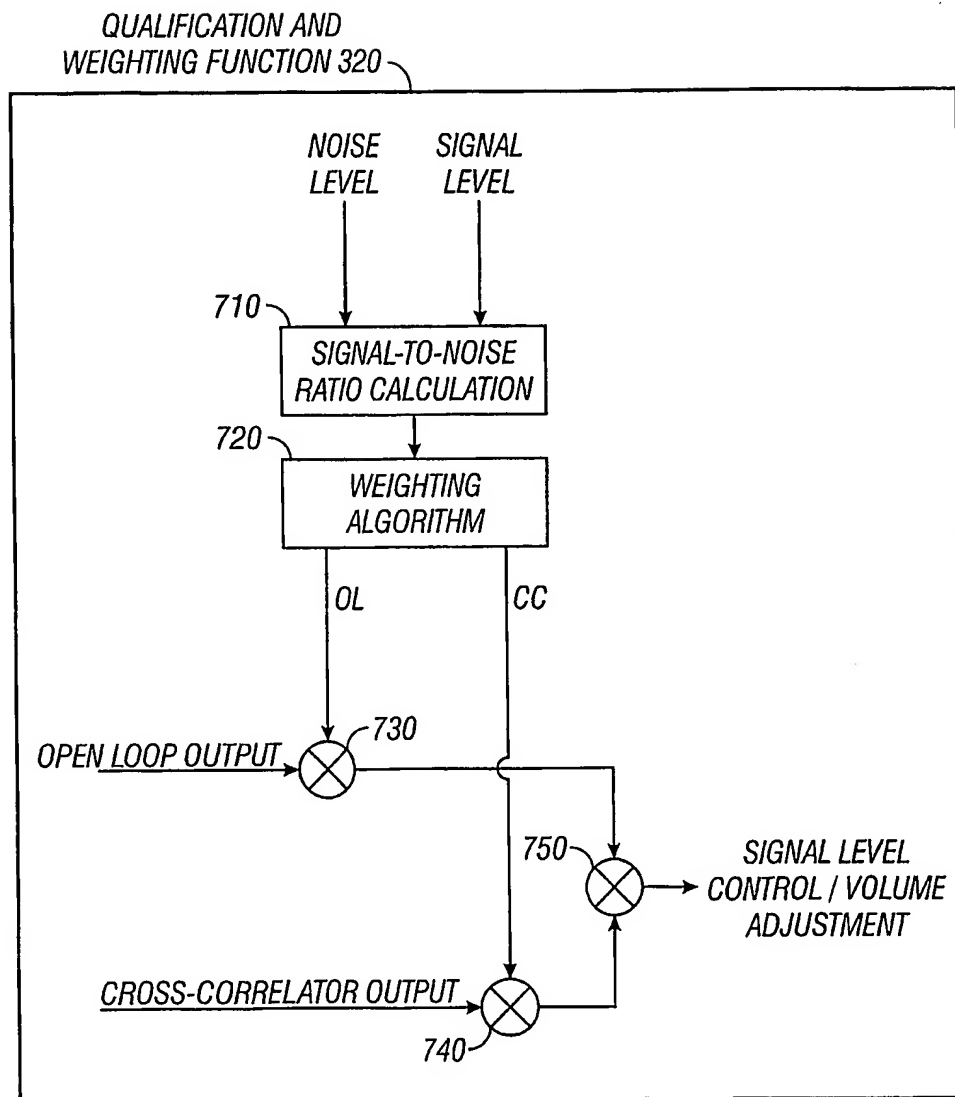 QUALIFICATION AND
WEIGHTING FUNCTION 320
NOISE
LEVEL
SIGNAL
LEVEL
710
SIGNAL-TO-NOISE
RATIO CALCULATION
720
WEIGHTING
ALGORITHM
OL
CC
730
OPEN LOOP OUTPUT
750
SIGNAL LEVEL
CONTROL / VOLUME
ADJUSTMENT
CROSS-CORRELATOR OUTPUT
740